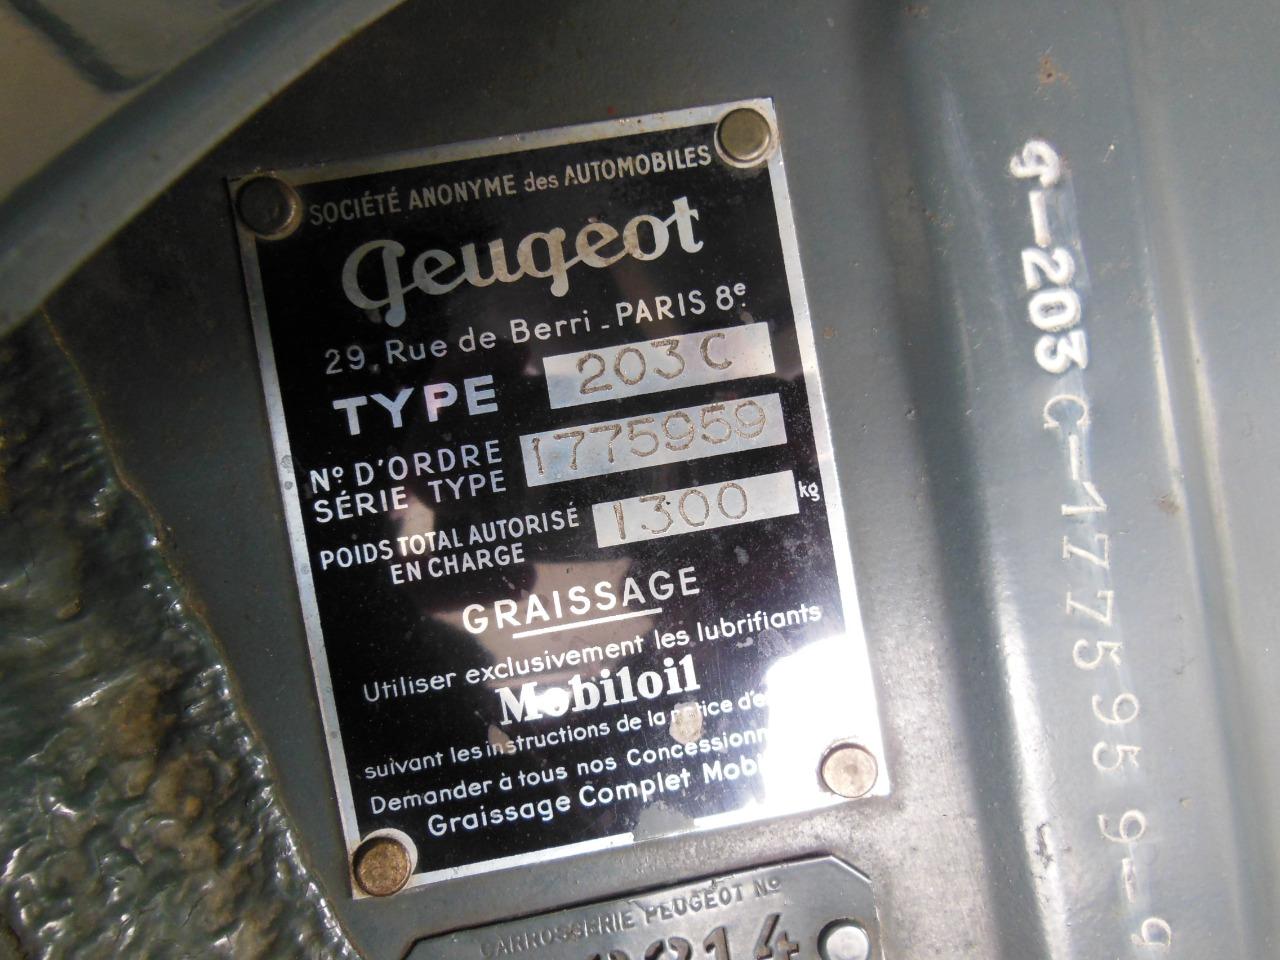 SOCIÉTÉ ANONYME des AUTOMOBILES
Peugeot
29, Rue de Berri - PARIS 8e
TYPE 203 C
No D'ORDRE
SÉRIE TYPE 1775959
POIDS TOTAL AUTORISÉ
EN CHARGE 1300 kg
GRAISSAGE
Utiliser exclusivement les lubrifiants
Mobiloil
suivant les instructions de la notice
Demander à tous nos
Graissage Complet
CARROSSERIE PEUGEOT No
214
203 C-1775959